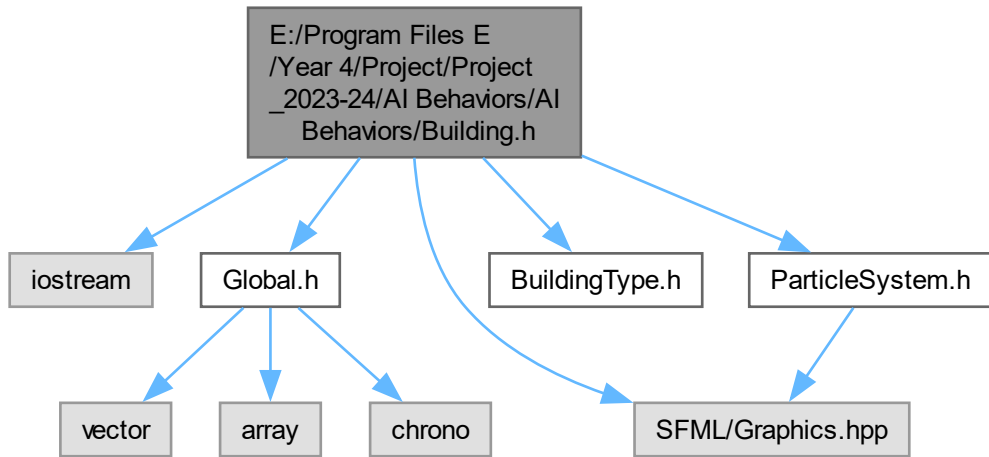 E:/Program Files E
/Year 4/Project/Project
_2023-24/AI Behaviors/AI
Behaviors/Building.h
iostream
Global.h
BuildingType.h
ParticleSystem.h
vector
array
chrono
SFML/Graphics.hpp